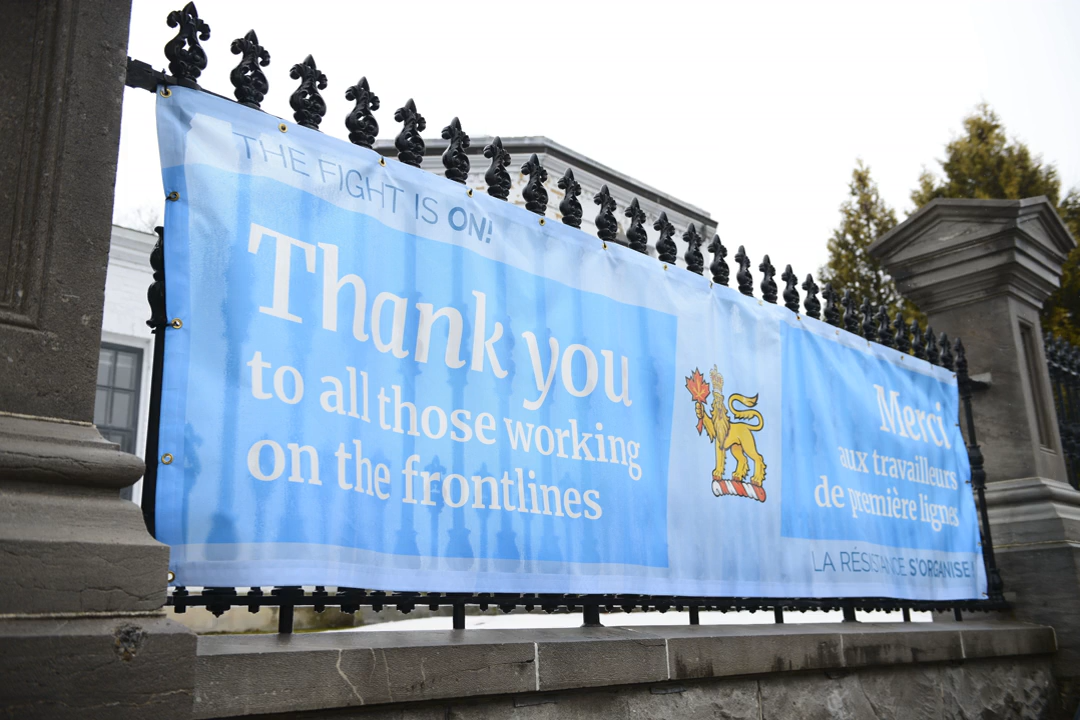 THE FIGHT IS ON!
Thank you
to all those working
on the frontlines
Merci
aux travailleurs
de première lignes
LA RÉSISTANCE S'ORGANISE!